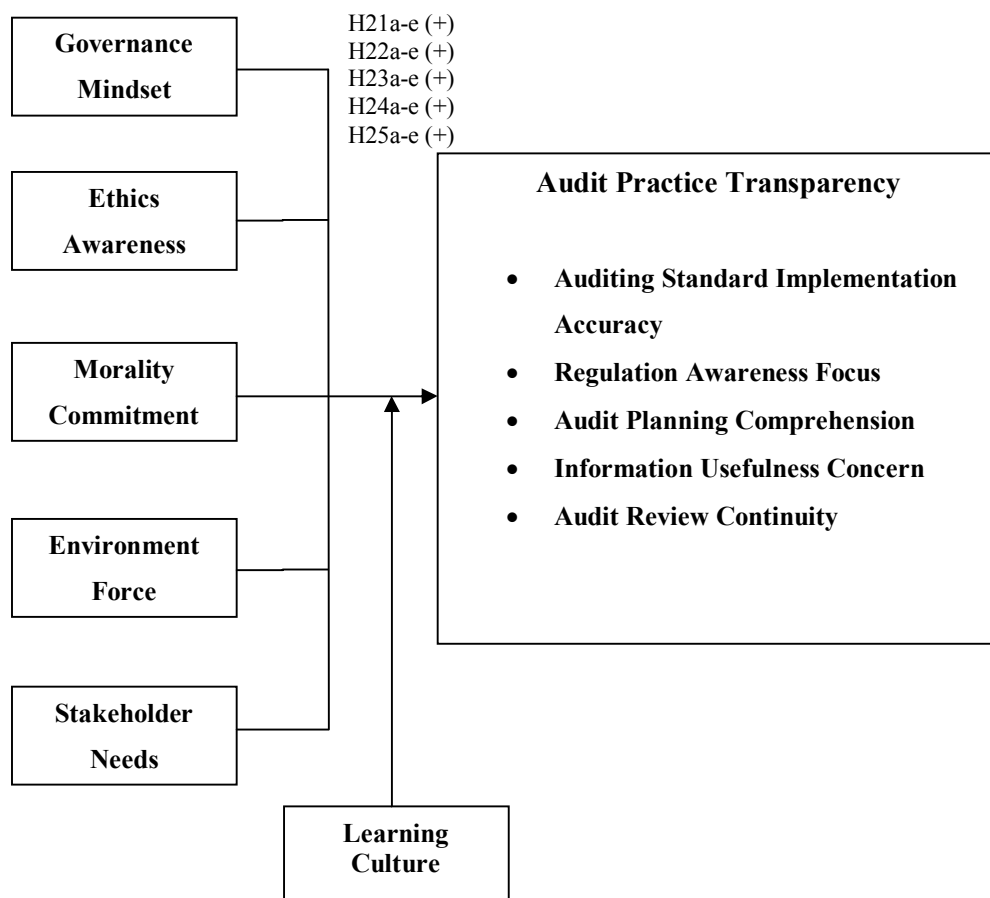 H21a-e (+)
H22a-e (+)
H23a-e (+)
H24a-e (+)
H25a-e (+)
Governance
Mindset
Ethics
Awareness
Morality
Commitment
Environment
Force
Stakeholder
Needs
Learning
Culture
Audit Practice Transparency
• Auditing Standard Implementation
Accuracy
• Regulation Awareness Focus
• Audit Planning Comprehension
• Information Usefulness Concern
• Audit Review Continuity